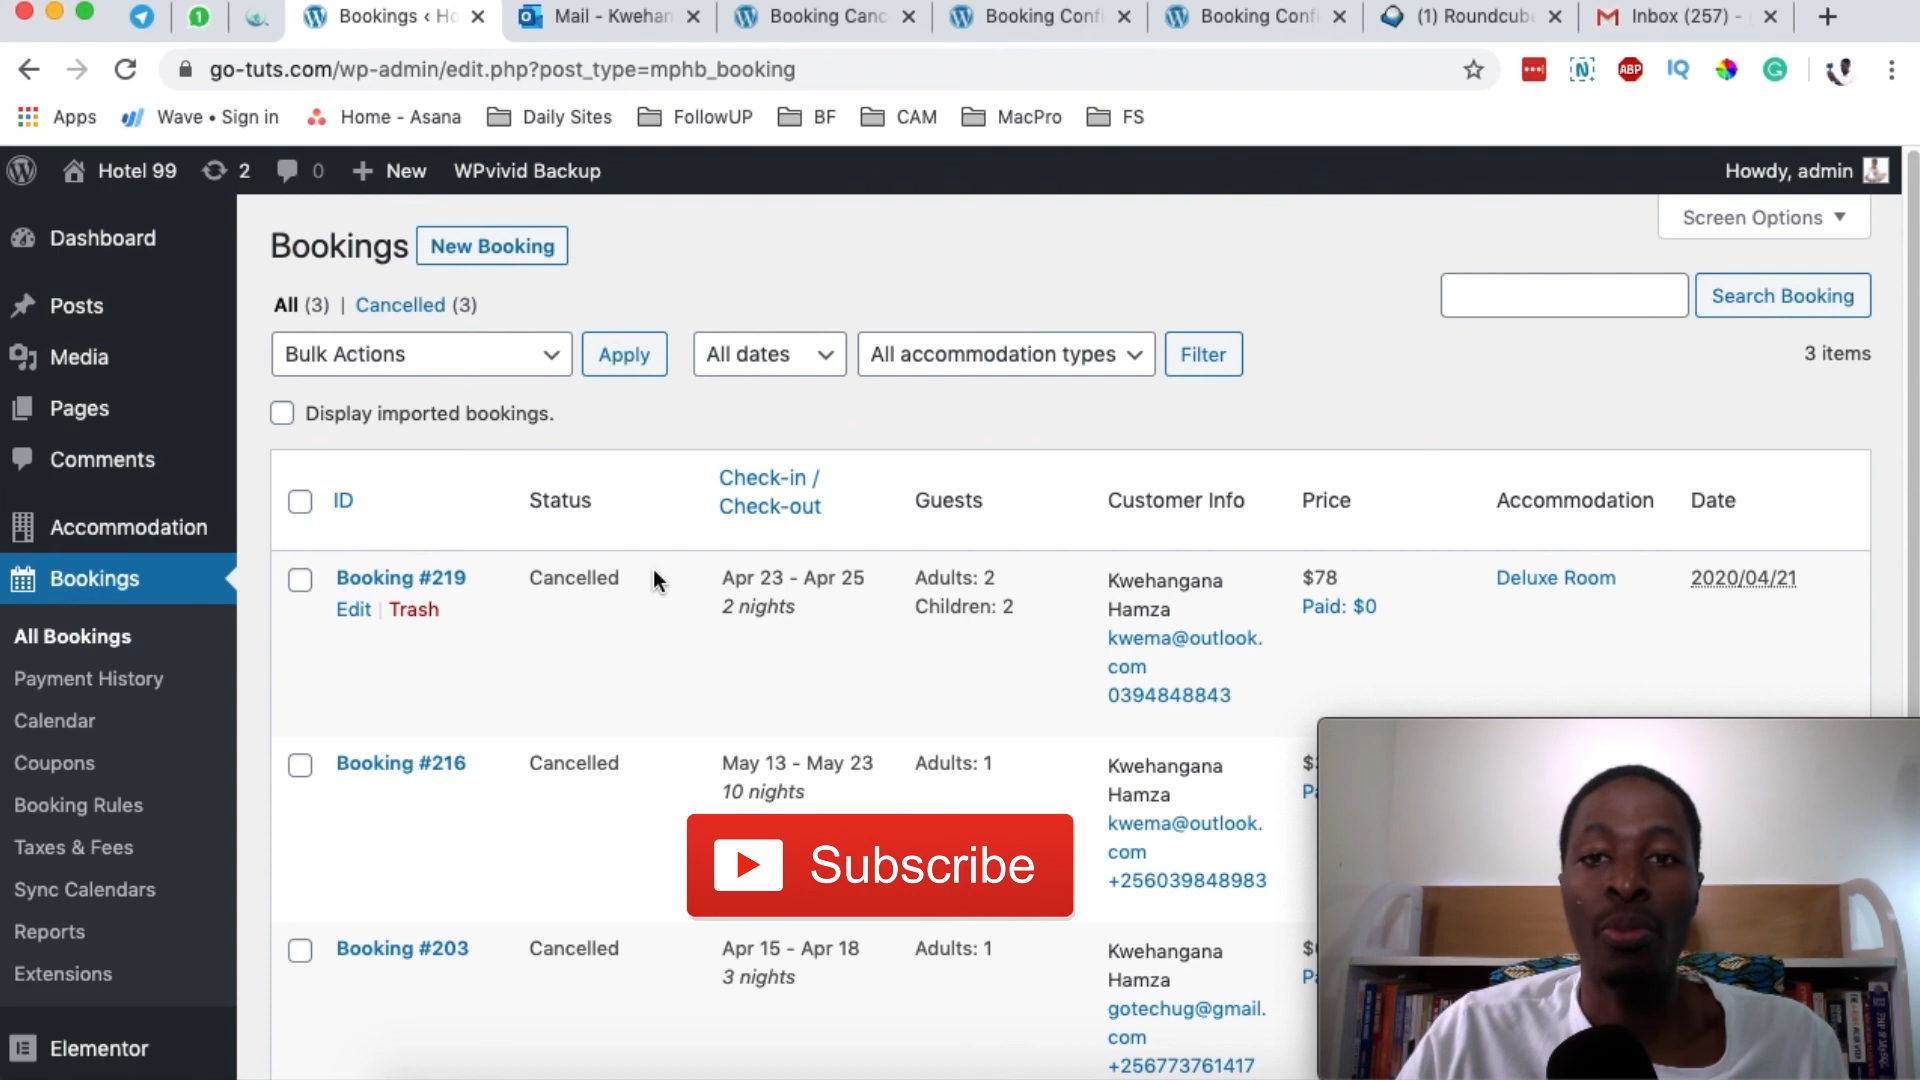 Bookings ‹ Ho
Mail - Kwehan
Booking Canc
Booking Confi
Booking Confi
(1) Roundcube
Inbox (257) -
go-tuts.com/wp-admin/edit.php?post_type=mphb_booking
ABP
IQ
Apps
Wave • Sign in
Home - Asana
Daily Sites
FollowUP
BF
CAM
MacPro
FS
Hotel 99
2
0
New
WPvivid Backup
Howdy, admin
Dashboard
Posts
Media
Pages
Comments
Accommodation
Bookings
All Bookings
Payment History
Calendar
Coupons
Booking Rules
Taxes & Fees
Sync Calendars
Reports
Extensions
Elementor
Screen Options
Bookings
New Booking
All (3) | Cancelled (3)
Search Booking
Bulk Actions
Apply
All dates
All accommodation types
Filter
3 items
Display imported bookings.
ID
Status
Check-in /
Check-out
Guests
Customer Info
Price
Accommodation
Date
Booking #219
Edit | Trash
Cancelled
Apr 23 - Apr 25
2 nights
Adults: 2
Children: 2
Kwehangana
Hamza
kwema@outlook.
com
0394848843
$78
Paid: $0
Deluxe Room
2020/04/21
Booking #216
Cancelled
May 13 - May 23
10 nights
Adults: 1
Kwehangana
Hamza
kwema@outlook.
com
+256039848983
Subscribe
Booking #203
Cancelled
Apr 15 - Apr 18
3 nights
Adults: 1
Kwehangana
Hamza
gotechug@gmail.
com
+256773761417